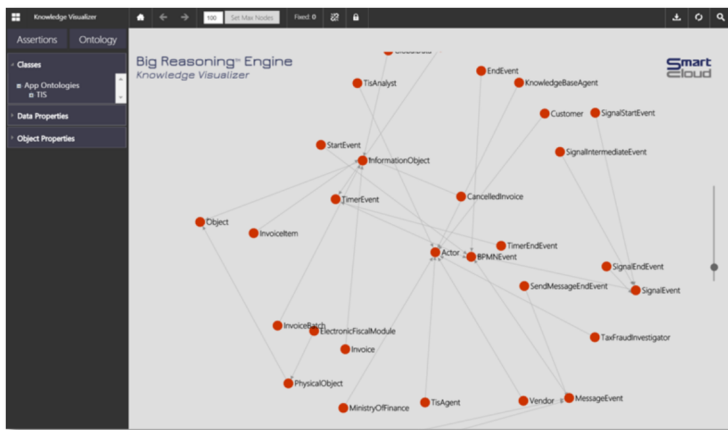 Knowledge Visualizer
100
Set Max Nodes
Fixed: 0
Assertions
Ontology
Classes
App Ontologies
TIS
Data Properties
Object Properties
Big Reasoning™ Engine
Knowledge Visualizer
Smart
Cloud
EndEvent
TisAnalyst
KnowledgeBaseAgent
Customer
SignalStartEvent
StartEvent
SignalIntermediateEvent
InformationObject
CancelledInvoice
TimerEvent
Object
InvoiceItem
TimerEndEvent
Actor
BPMNEvent
SignalEndEvent
SendMessageEndEvent
SignalEvent
InvoiceBatch
ElectronicFiscalModule
TaxFraudInvestigator
Invoice
PhysicalObject
MinistryOfFinance
TisAgent
Vendor
MessageEvent